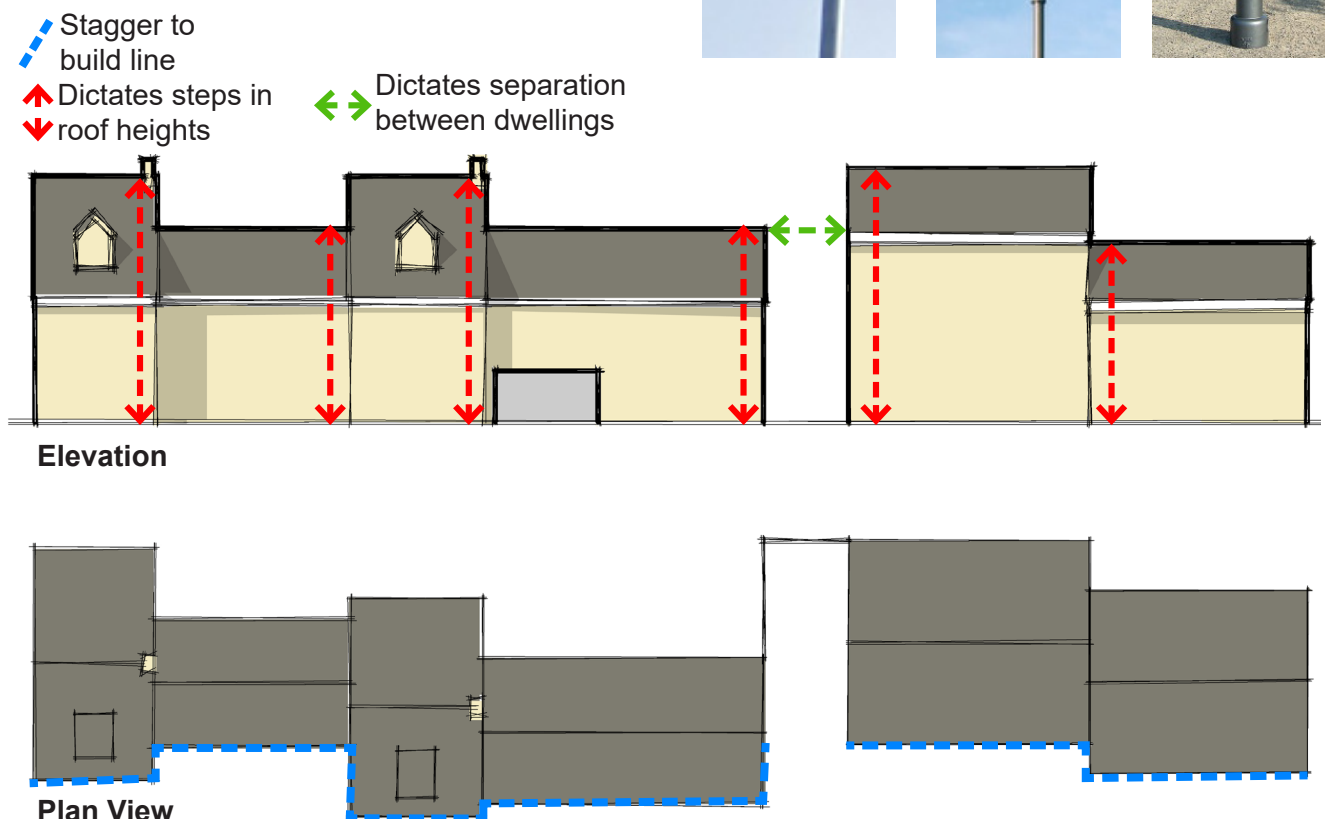 Stagger to
build line
Dictates steps in
roof heights
Dictates separation
between dwellings
Elevation
Plan View